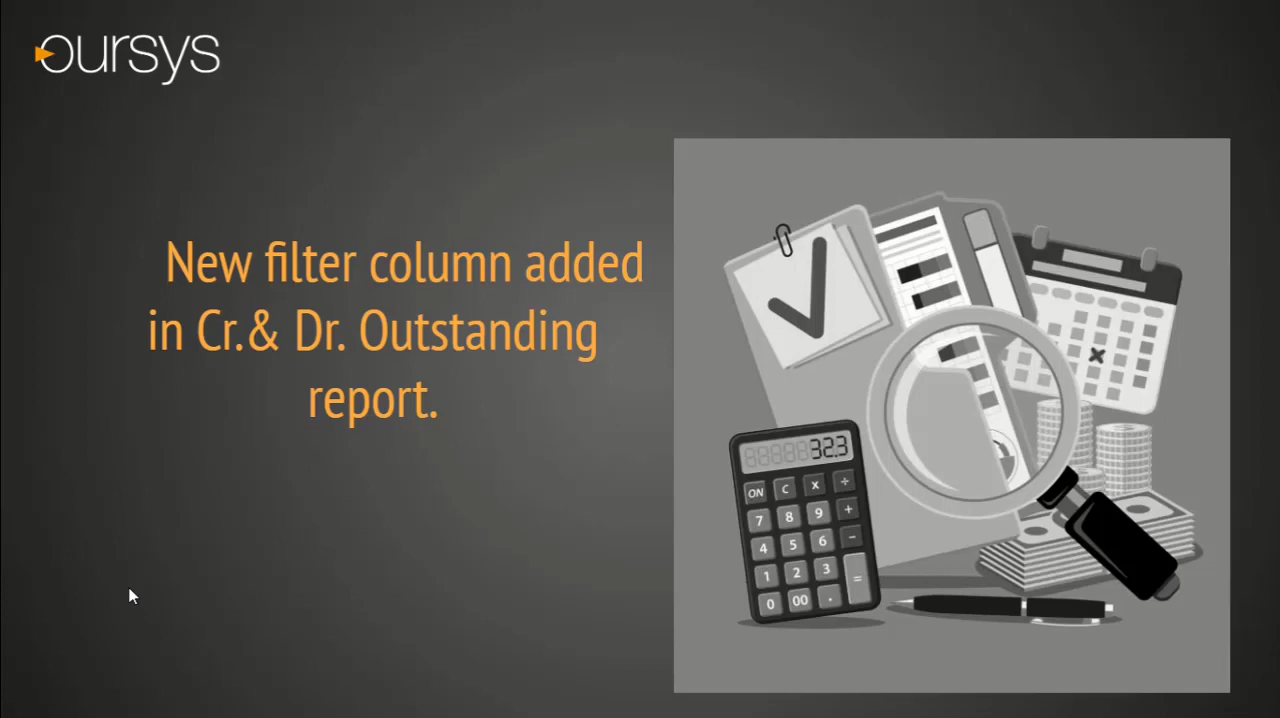 oursys
New filter column added
in Cr.& Dr. Outstanding
report.
32.3
ON C X ÷
7 8 9 +
4 5 6 −
1 2 3 =
0 00 .